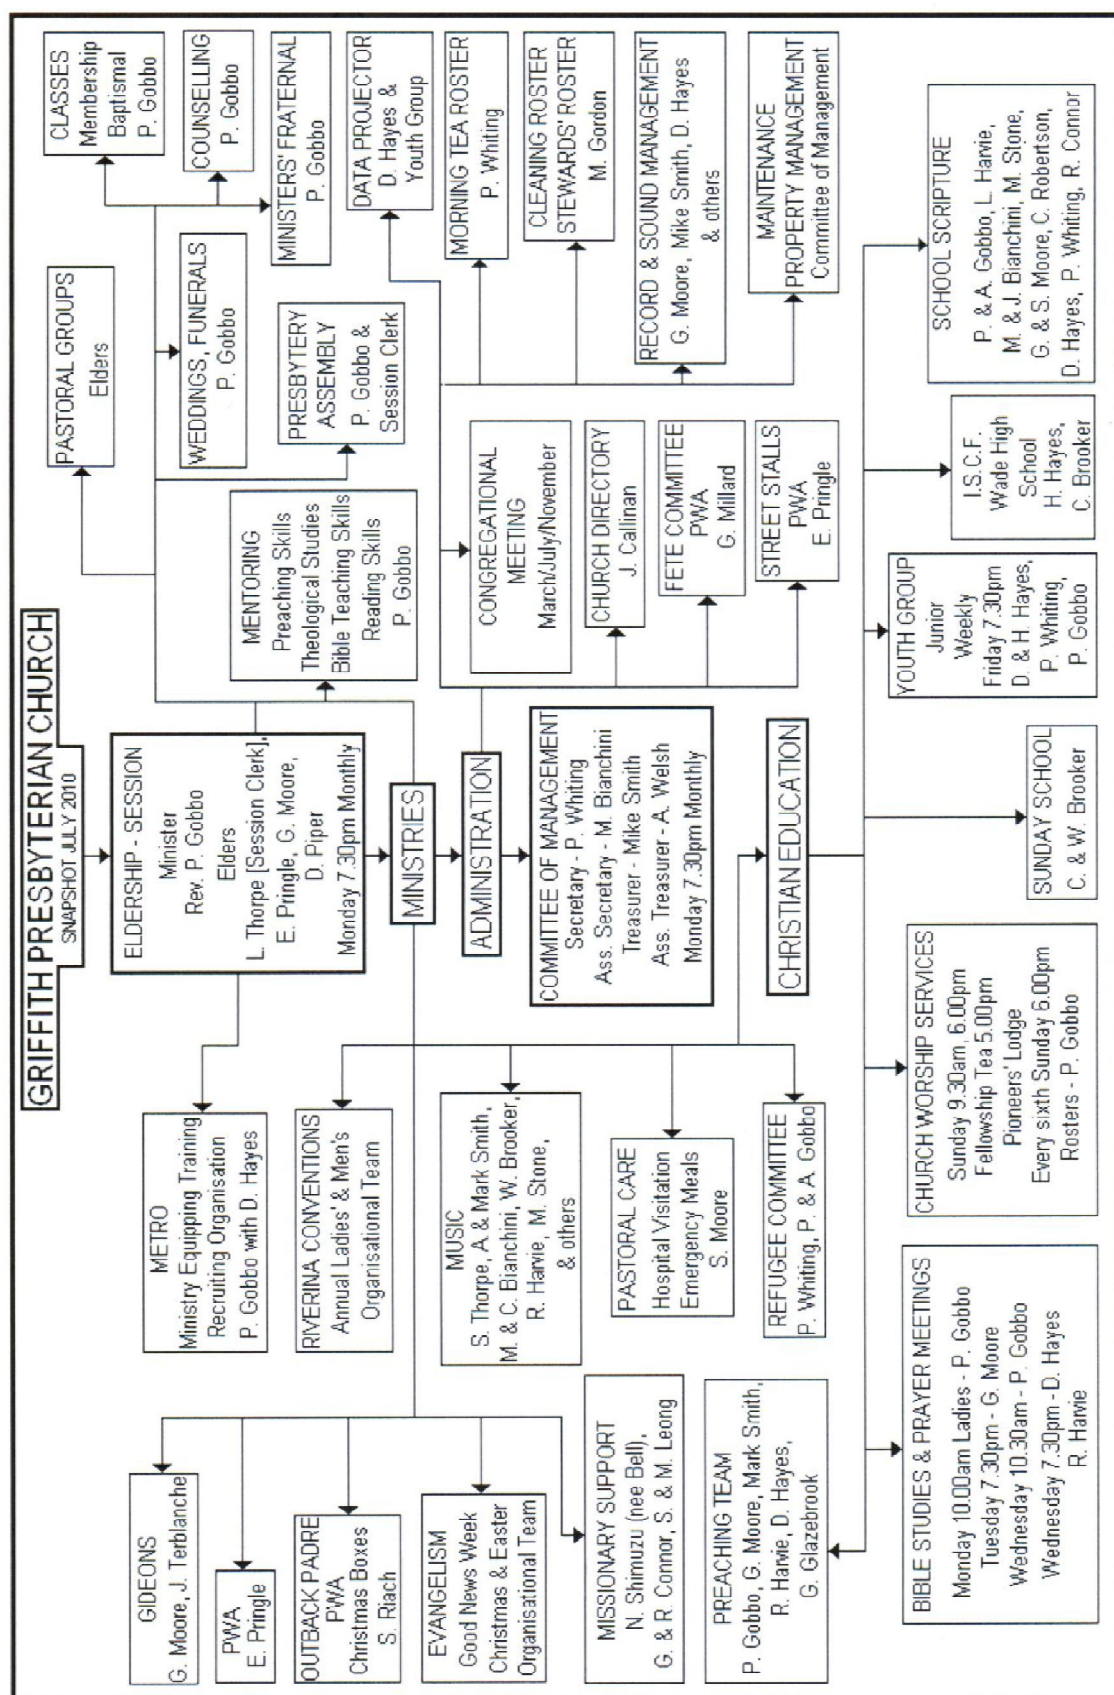 GRIFFITH PRESBYTERIAN CHURCH
SNAPSHOT JULY 2010
ELDERSHIP - SESSION
Minister
Rev. P. Gobbo
Elders
L. Thorpe [Session Clerk],
E. Pringle, G. Moore,
D. Piper
Monday 7.30pm Monthly
MINISTRIES
ADMINISTRATION
COMMITTEE OF MANAGEMENT
Secretary - P. Whiting
Ass. Secretary - M. Bianchini
Treasurer - Mike Smith
Ass. Treasurer - A. Welsh
Monday 7.30pm Monthly
CHRISTIAN EDUCATION
GIDEONS
G. Moore, J. Terblanche
PWA
E. Pringle
OUTBACK PADRE
PWA
Christmas Boxes
S. Riach
EVANGELISM
Good News Week
Christmas & Easter
Organisational Team
MISSIONARY SUPPORT
N. Shimuzu (nee Bell),
G. & R. Connor, S. & M. Leong
PREACHING TEAM
P. Gobbo, G. Moore, Mark Smith,
R. Harvie, D. Hayes,
G. Glazebrook
METRO
Ministry Equipping Training
Recruiting Organisation
P. Gobbo with D. Hayes
RIVERINA CONVENTIONS
Annual Ladies' & Men's
Organisational Team
MUSIC
S. Thorpe, A. & Mark Smith,
M. & C. Bianchini, W. Brooker,
R. Harvie, M. Stone,
& others
PASTORAL CARE
Hospital Visitation
Emergency Meals
S. Moore
REFUGEE COMMITTEE
P. Whiting, P. & A. Gobbo
PASTORAL GROUPS
Elders
CLASSES
Membership
Baptismal
P. Gobbo
WEDDINGS, FUNERALS
P. Gobbo
COUNSELLING
P. Gobbo
MENTORING
Preaching Skills
Theological Studies
Bible Teaching Skills
Reading Skills
P. Gobbo
PRESBYTERY
ASSEMBLY
P. Gobbo &
Session Clerk
MINISTERS' FRATERNAL
P. Gobbo
DATA PROJECTOR
D. Hayes &
Youth Group
MORNING TEA ROSTER
P. Whiting
CLEANING ROSTER
STEWARDS' ROSTER
M. Gordon
RECORD & SOUND MANAGEMENT
G. Moore, Mike Smith, D. Hayes
& others
MAINTENANCE
PROPERTY MANAGEMENT
Committee of Management
CONGREGATIONAL
MEETING
March/July/November
CHURCH DIRECTORY
J. Callinan
FETE COMMITTEE
PWA
G. Millard
STREET STALLS
PWA
E. Pringle
BIBLE STUDIES & PRAYER MEETINGS
Monday 10.00am Ladies - P. Gobbo
Tuesday 7.30pm - G. Moore
Wednesday 10.30am - P. Gobbo
Wednesday 7.30pm - D. Hayes
R. Harvie
CHURCH WORSHIP SERVICES
Sunday 9.30am, 6.00pm
Fellowship Tea 5.00pm
Pioneers' Lodge
Every sixth Sunday 6.00pm
Rosters - P. Gobbo
SUNDAY SCHOOL
C. & W. Brooker
YOUTH GROUP
Junior
Weekly
Friday 7.30pm
D. & H. Hayes,
P. Whiting,
P. Gobbo
I.S.C.F.
Wade High
School
H. Hayes,
C. Brooker
SCHOOL SCRIPTURE
P. & A. Gobbo, L. Harvie,
M. & J. Bianchini, M. Stone,
G. & S. Moore, C. Robertson,
D. Hayes, P. Whiting, R. Connor